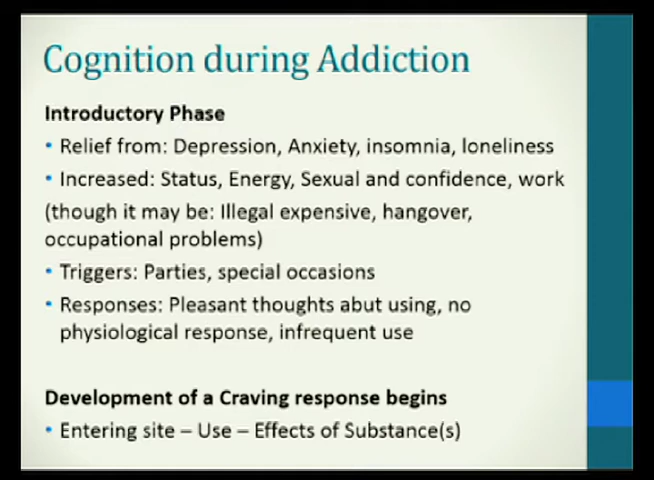 Cognition during Addiction
Introductory Phase
• Relief from: Depression, Anxiety, insomnia, loneliness
• Increased: Status, Energy, Sexual and confidence, work
(though it may be: Illegal expensive, hangover,
occupational problems)
• Triggers: Parties, special occasions
• Responses: Pleasant thoughts abut using, no
physiological response, infrequent use
Development of a Craving response begins
• Entering site – Use – Effects of Substance(s)